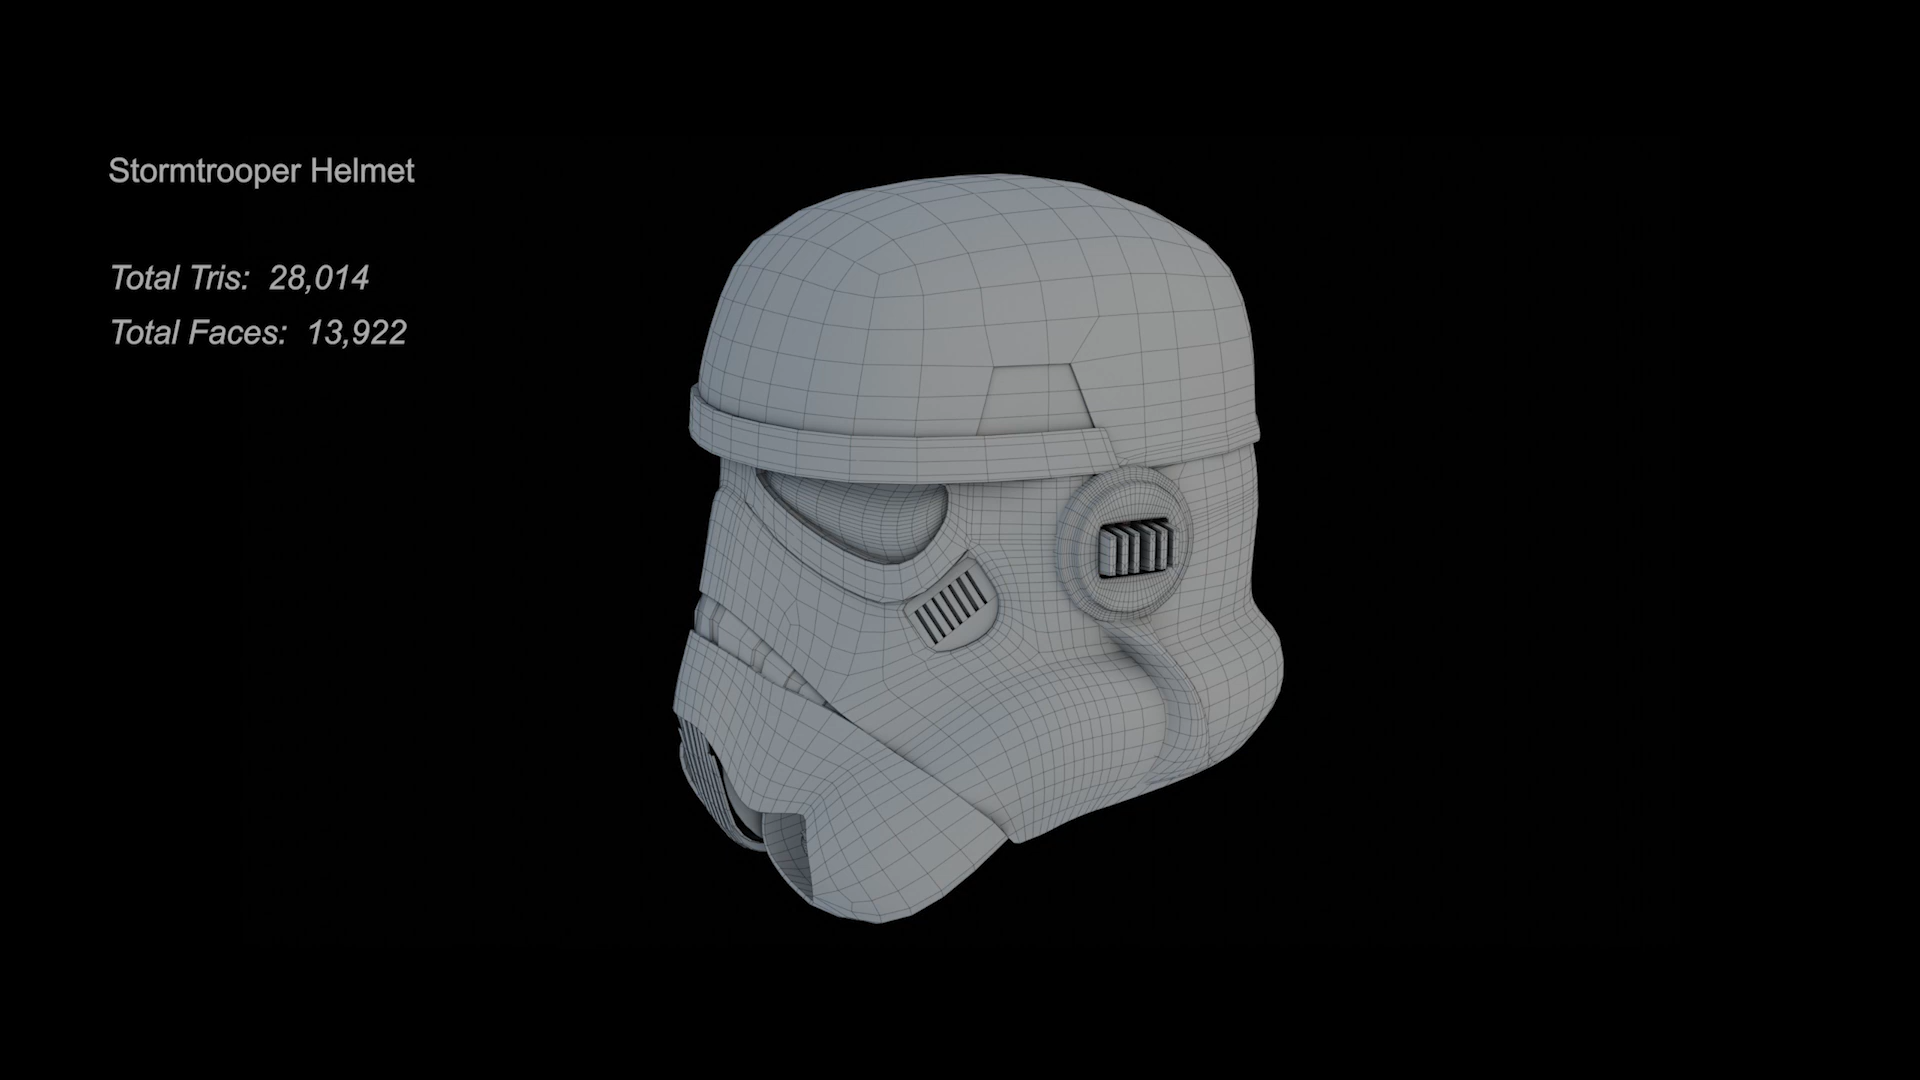 Stormtrooper Helmet
Total Tris: 28,014
Total Faces: 13,922